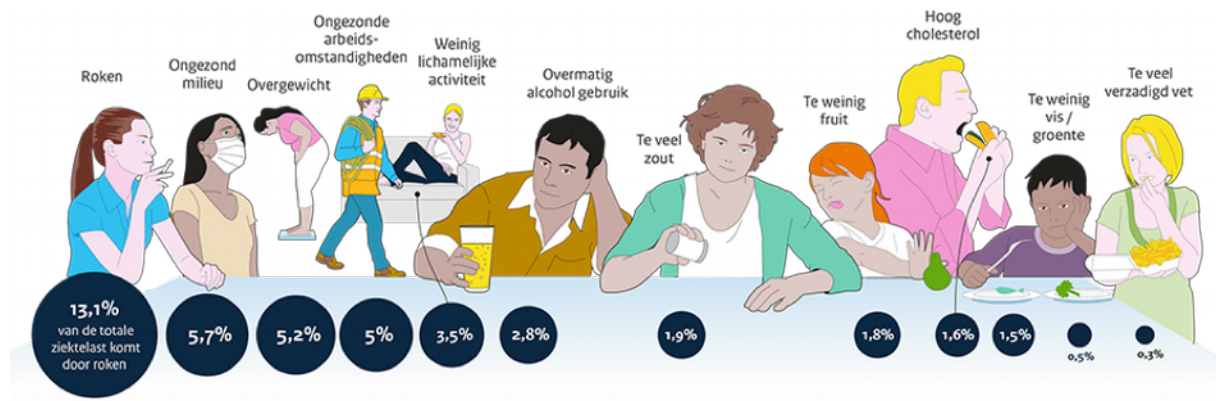 Roken
Ongezond
milieu
Overgewicht
Ongezonde
arbeids-
omstandigheden
Weinig
lichamelijke
activiteit
Overmatig
alcohol gebruik
Te veel
zout
Te weinig
fruit
Hoog
cholesterol
Te weinig
vis /
groente
Te veel
verzadigd vet
13,1%
van de totale
ziektelast komt
door roken
5,7%
5,2%
5%
3,5%
2,8%
1,9%
1,8%
1,6%
1,5%
0,5%
0,3%